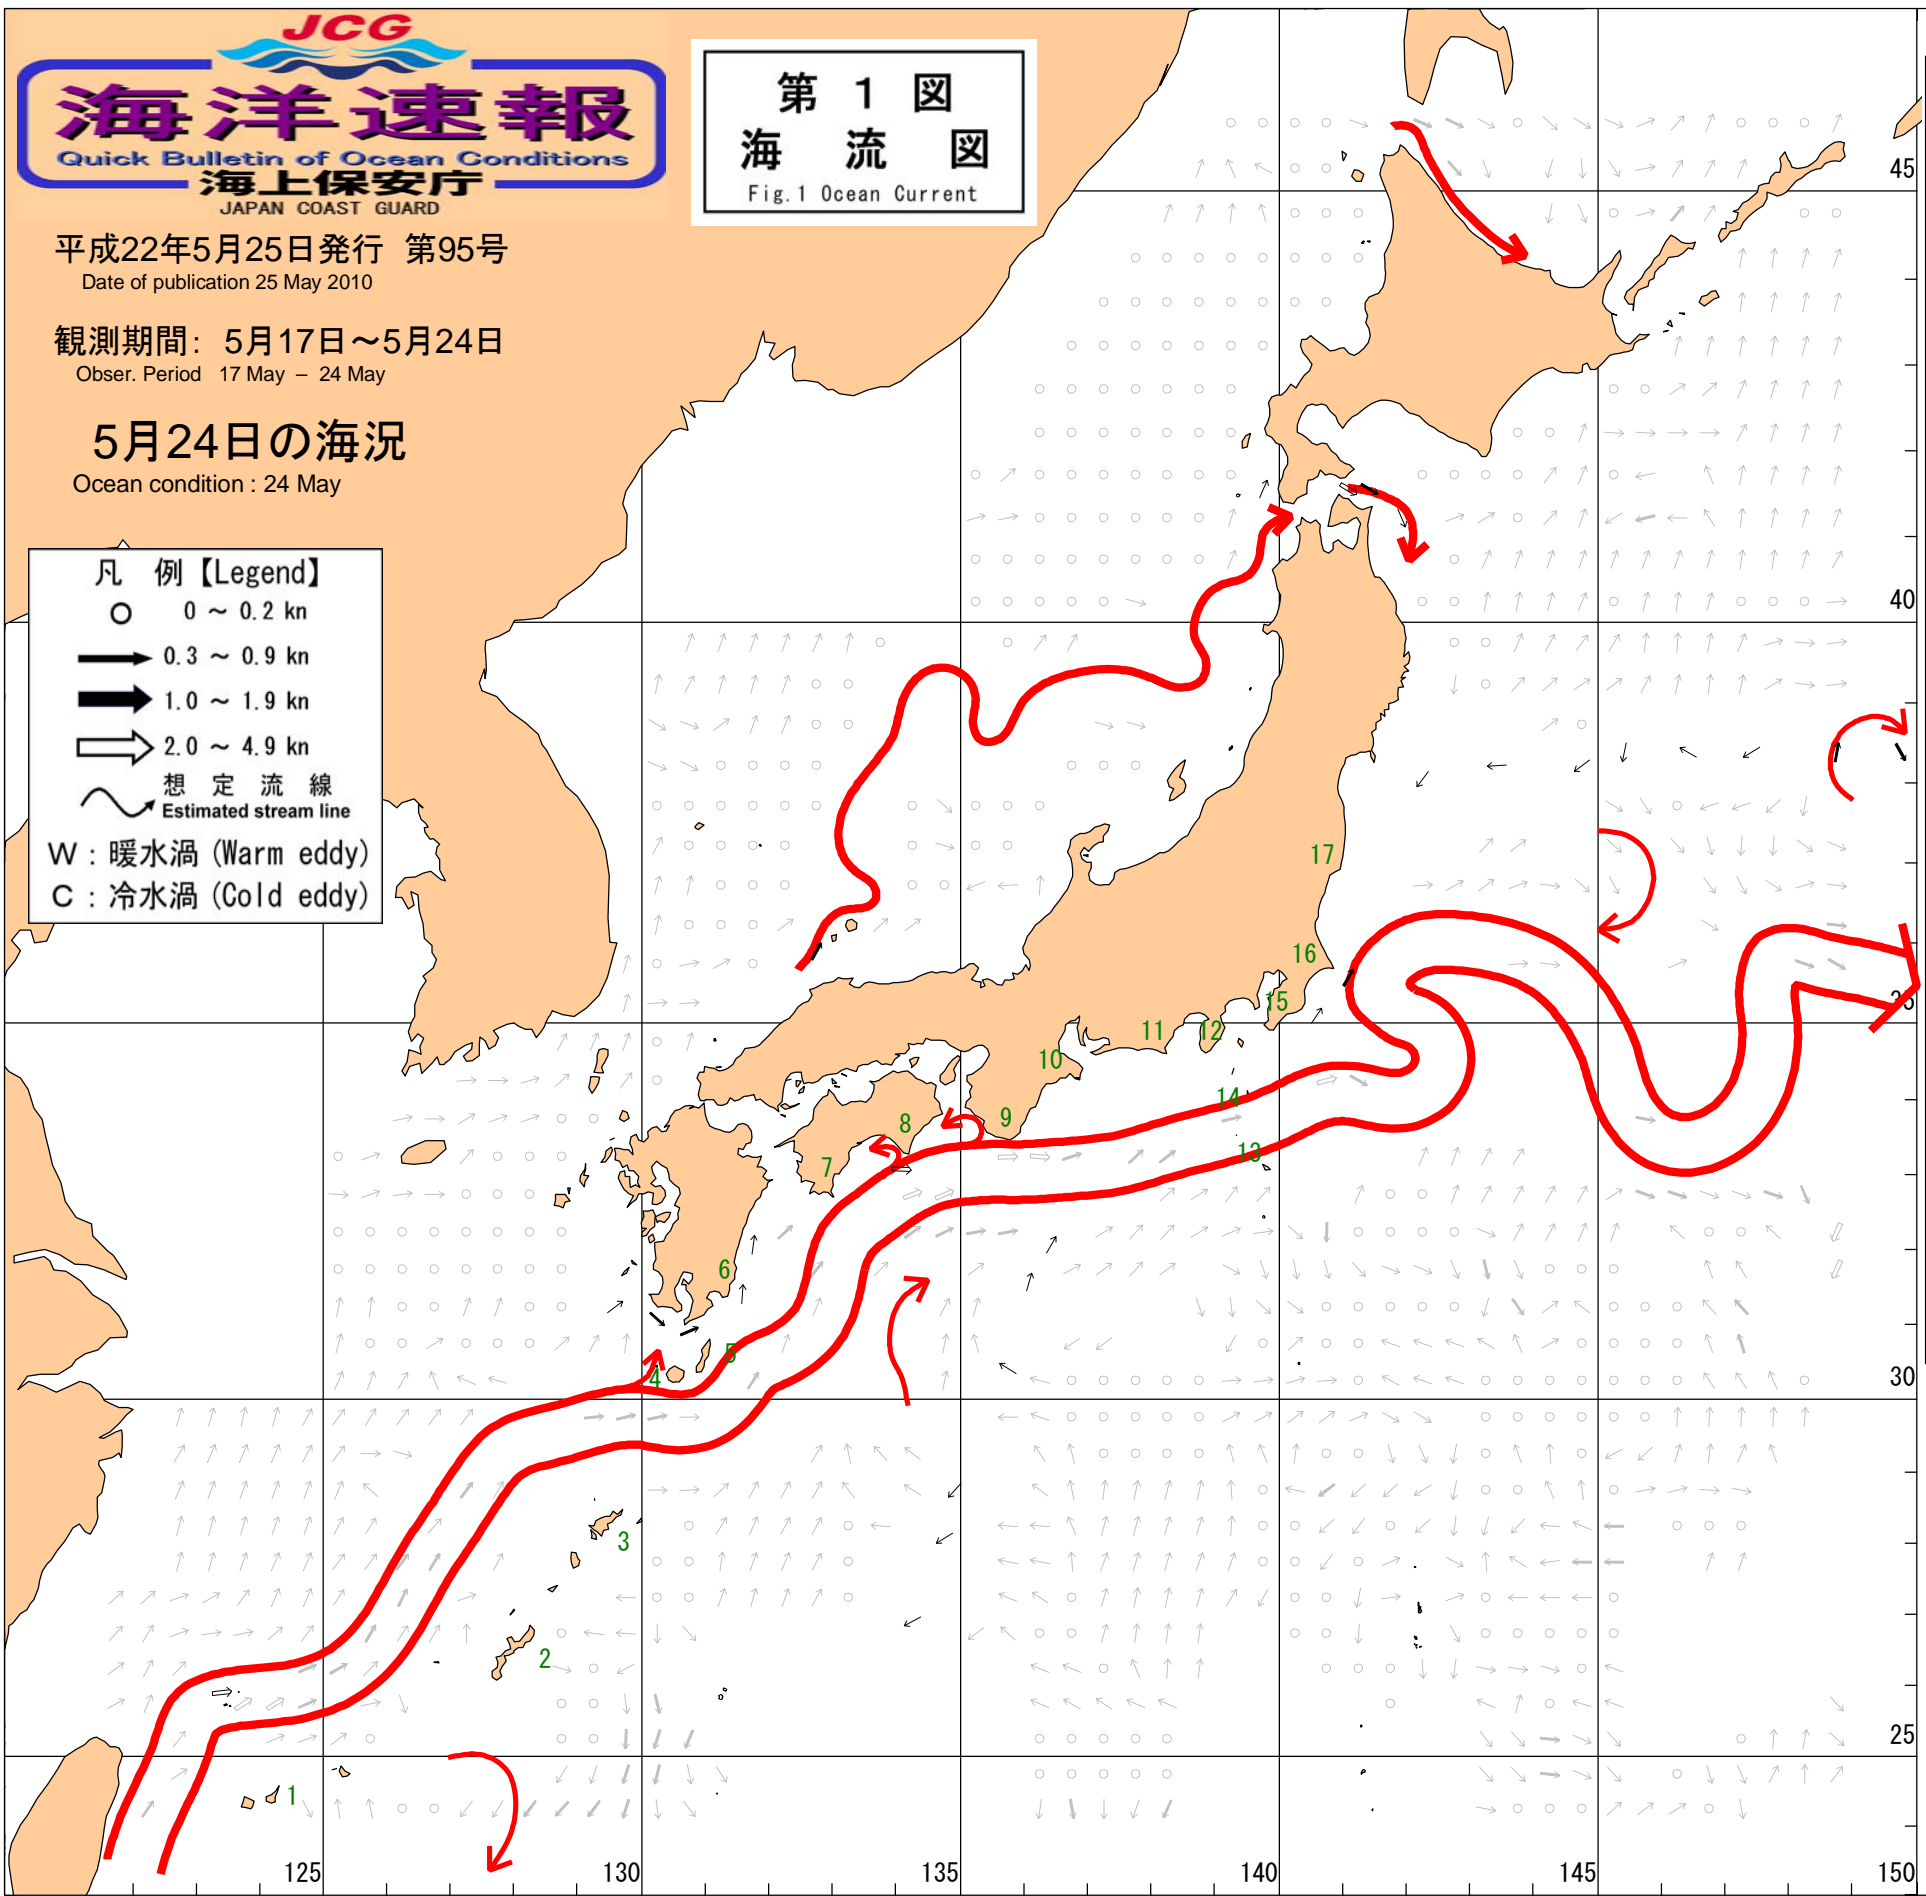 JCG
海洋速報
Quick Bulletin of Ocean Conditions
海上保安庁
JAPAN COAST GUARD
第 1 図
海 流 図
Fig.1 Ocean Current
平成22年5月25日発行 第95号
Date of publication 25 May 2010
観測期間: 5月17日～5月24日
Obser. Period 17 May – 24 May
5月24日の海況
Ocean condition : 24 May
凡 例【Legend】
0 ～ 0.2 kn
0.3 ～ 0.9 kn
1.0 ～ 1.9 kn
2.0 ～ 4.9 kn
想 定 流 線
Estimated stream line
W : 暖水渦 (Warm eddy)
C : 冷水渦 (Cold eddy)
45
40
17
16
15
35
11
12
10
14
9
8
13
7
6
5
4
30
3
2
25
1
125
130
135
140
145
150